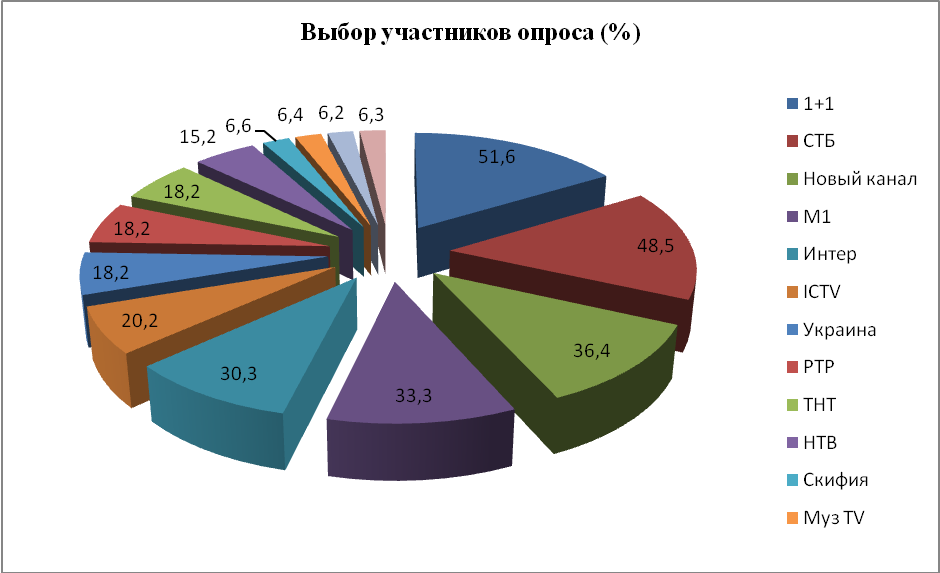 Выбор участников опроса (%)
51,6
48,5
36,4
33,3
30,3
20,2
18,2
18,2
18,2
15,2
6,6
6,4
6,2
6,3
1+1
СТБ
Новый канал
М1
Интер
ICTV
Украина
РТР
ТНТ
НТВ
Скифия
Муз TV